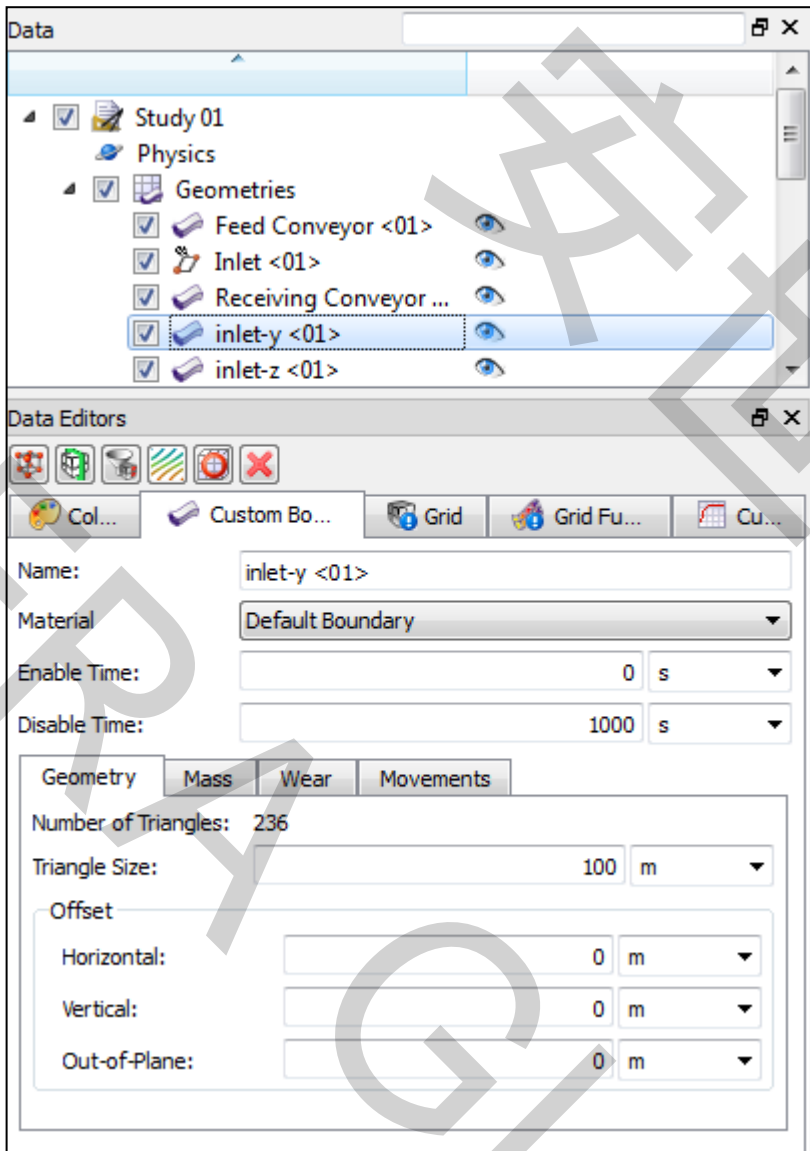 Data
Study 01
Physics
Geometries
Feed Conveyor <01>
Inlet <01>
Receiving Conveyor ...
inlet-y <01>
inlet-z <01>
Data Editors
Col... Custom Bo... Grid Grid Fu... Cu...
Name: inlet-y <01>
Material Default Boundary
Enable Time: 0 s
Disable Time: 1000 s
Geometry Mass Wear Movements
Number of Triangles: 236
Triangle Size: 100 m
Offset
Horizontal: 0 m
Vertical: 0 m
Out-of-Plane: 0 m